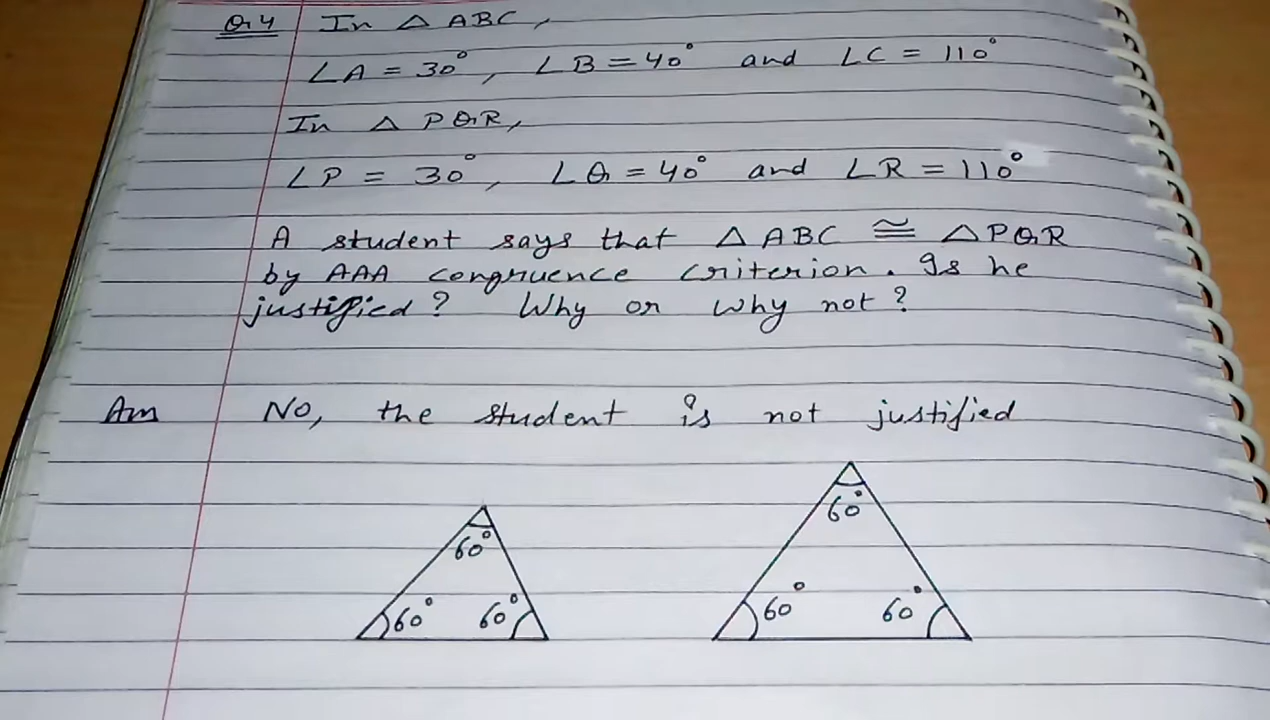 Q.4 In △ ABC,
∠A = 30°, ∠B = 40° and ∠C = 110°
In △ PQR,
∠P = 30°, ∠Q = 40° and ∠R = 110°
A student says that △ ABC ≅ △PQR
by AAA congruence criterion. Is he
justified? Why or why not?
Ans No, the student is not justified
60°
60°
60° 60°
60° 60°